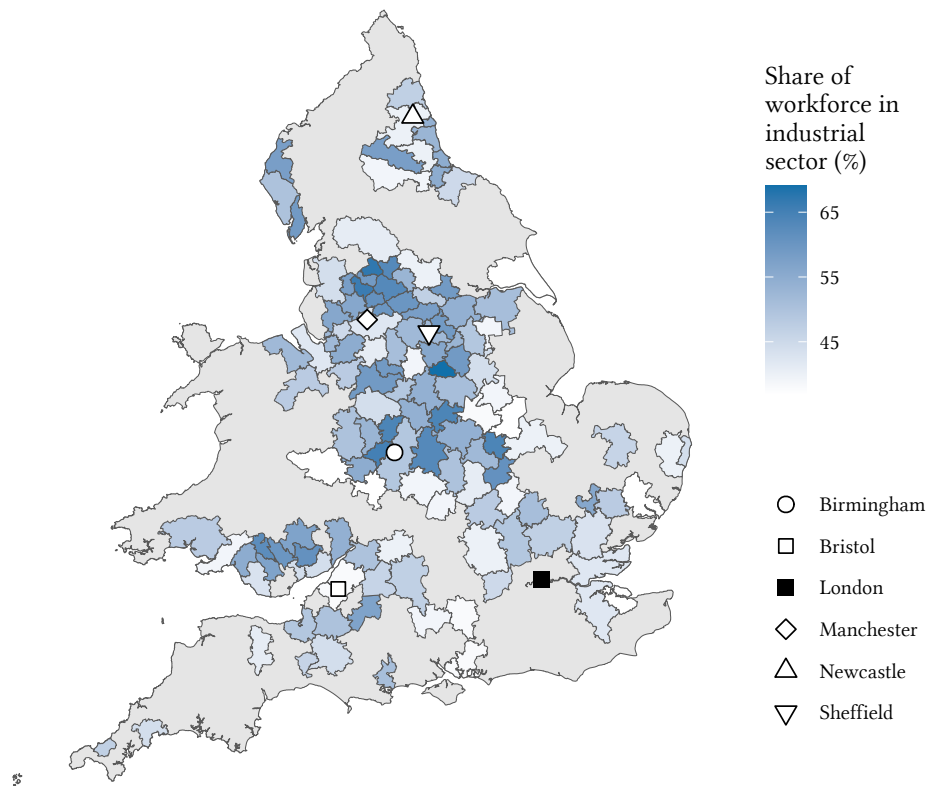 Share of
workforce in
industrial
sector (%)
65
55
45
Birmingham
Bristol
London
Manchester
Newcastle
Sheffield